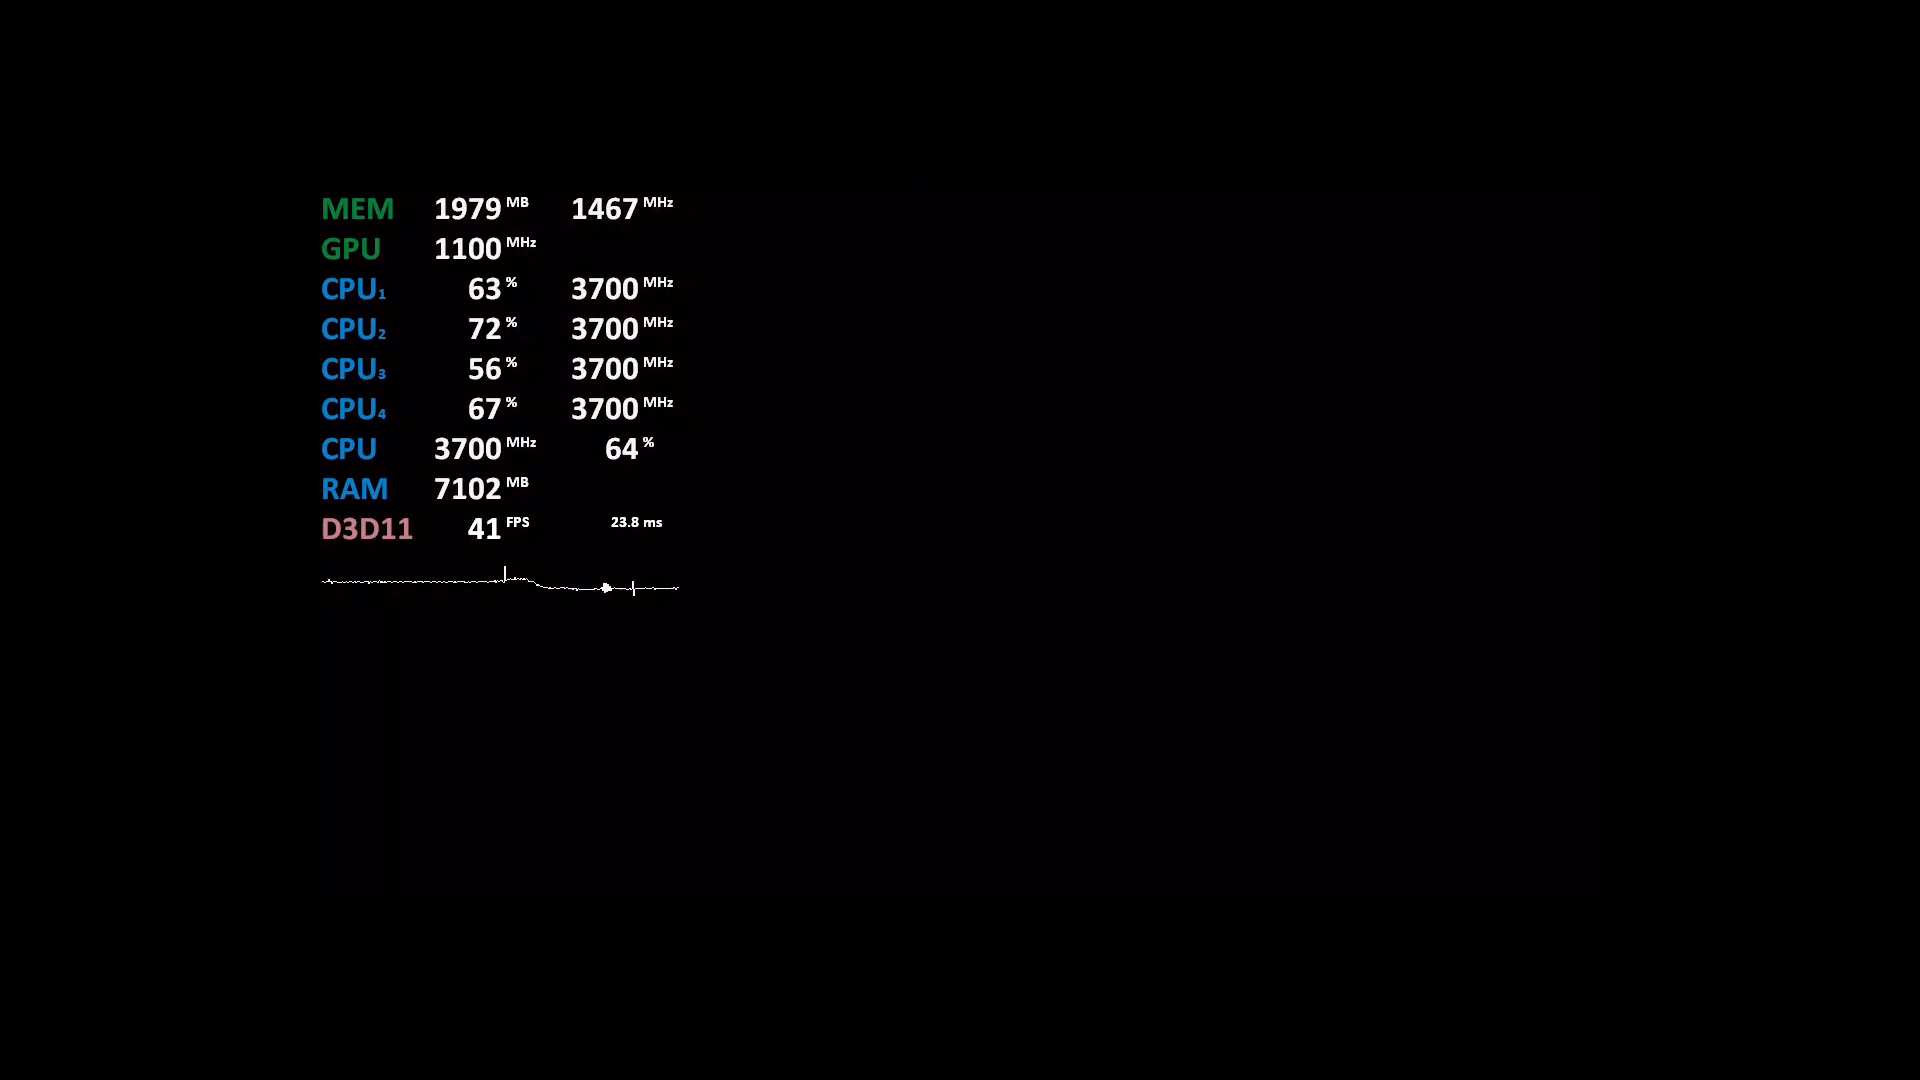 MEM 1979 MB 1467 MHz
GPU 1100 MHz
CPU1 63 % 3700 MHz
CPU2 72 % 3700 MHz
CPU3 56 % 3700 MHz
CPU4 67 % 3700 MHz
CPU 3700 MHz 64 %
RAM 7102 MB
D3D11 41 FPS 23.8 ms